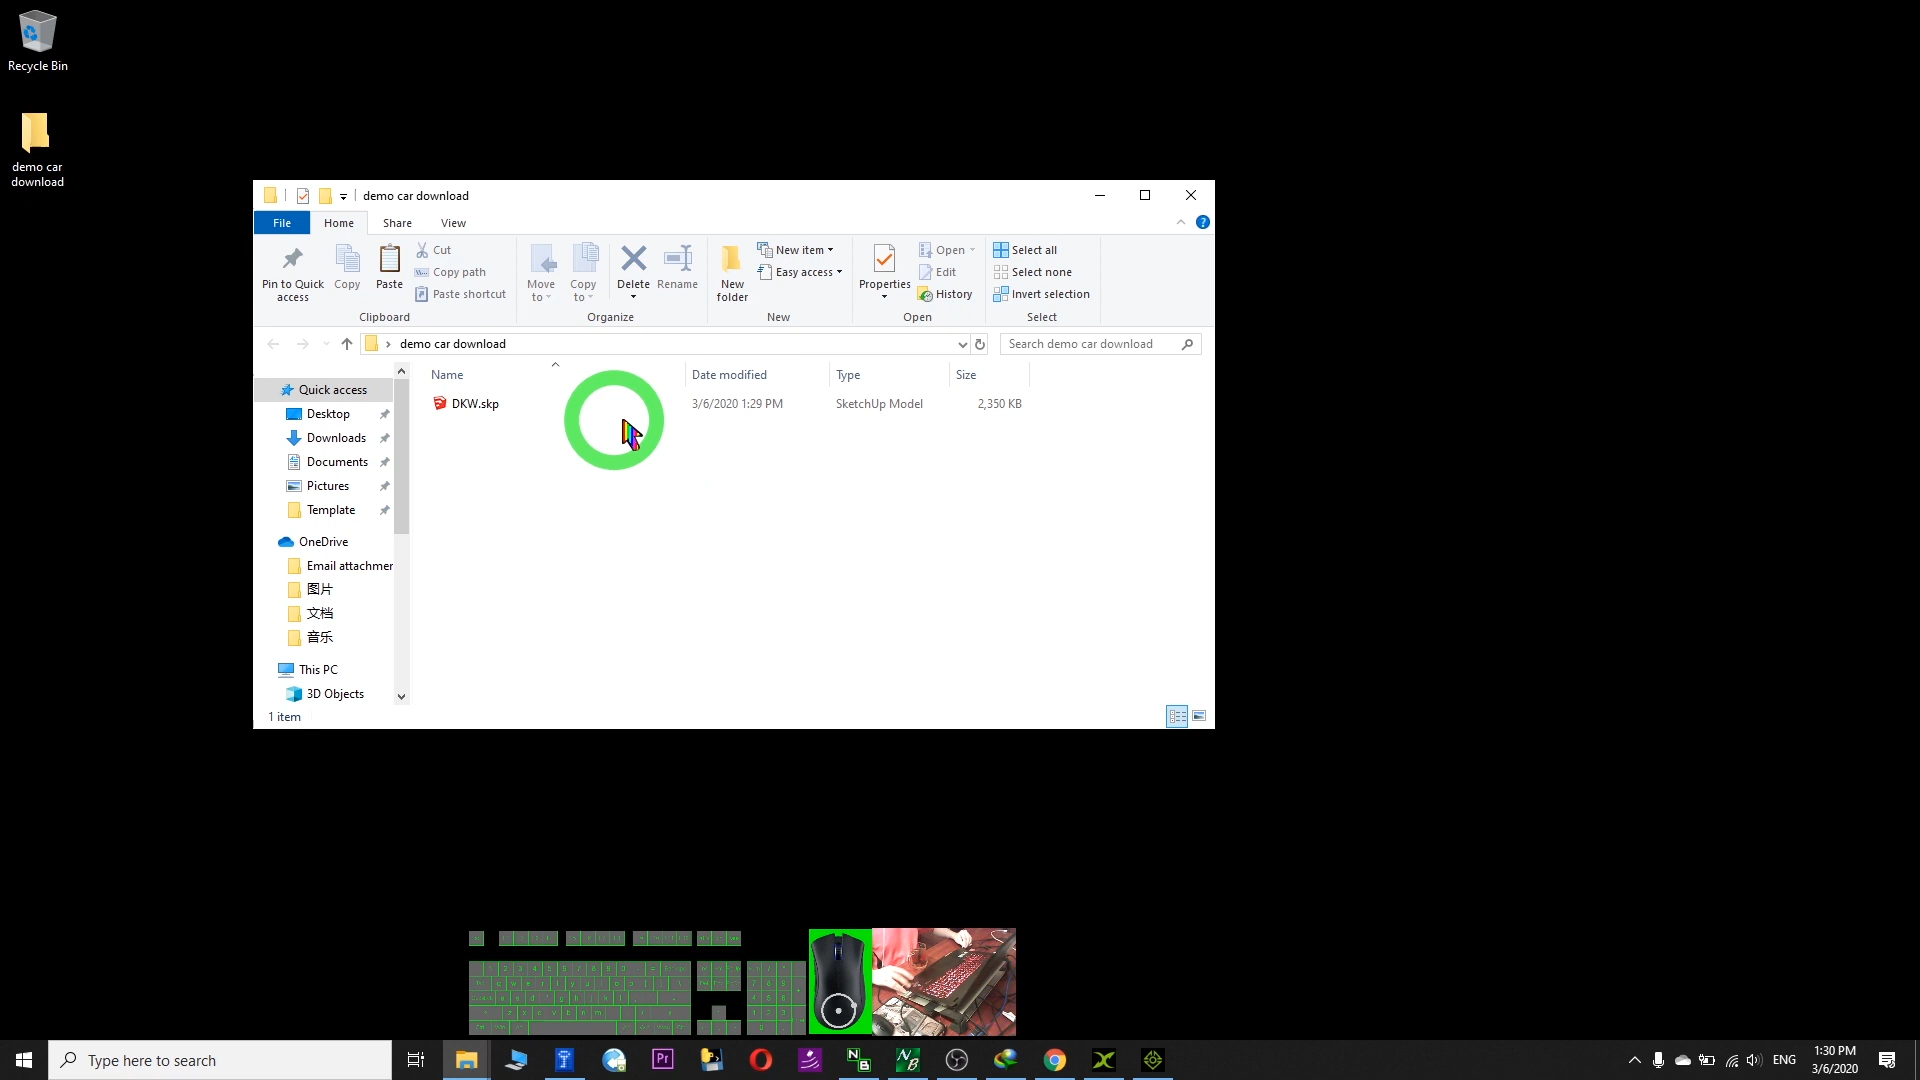 Recycle Bin
demo car
download
demo car download
File
Home
Share
View
Pin to Quick
access
Copy
Paste
Cut
Copy path
Paste shortcut
Clipboard
Move
to
Copy
to
Delete
Rename
Organize
New
folder
New item
Easy access
New
Properties
Open
Edit
History
Open
Select all
Select none
Invert selection
Select
demo car download
Search demo car download
Quick access
Desktop
Downloads
Documents
Pictures
Template
OneDrive
Email attachmen
图片
文档
音乐
This PC
3D Objects
Name
Date modified
Type
Size
DKW.skp
3/6/2020 1:29 PM
SketchUp Model
2,350 KB
1 item
Type here to search
Pr
ENG
1:30 PM
3/6/2020